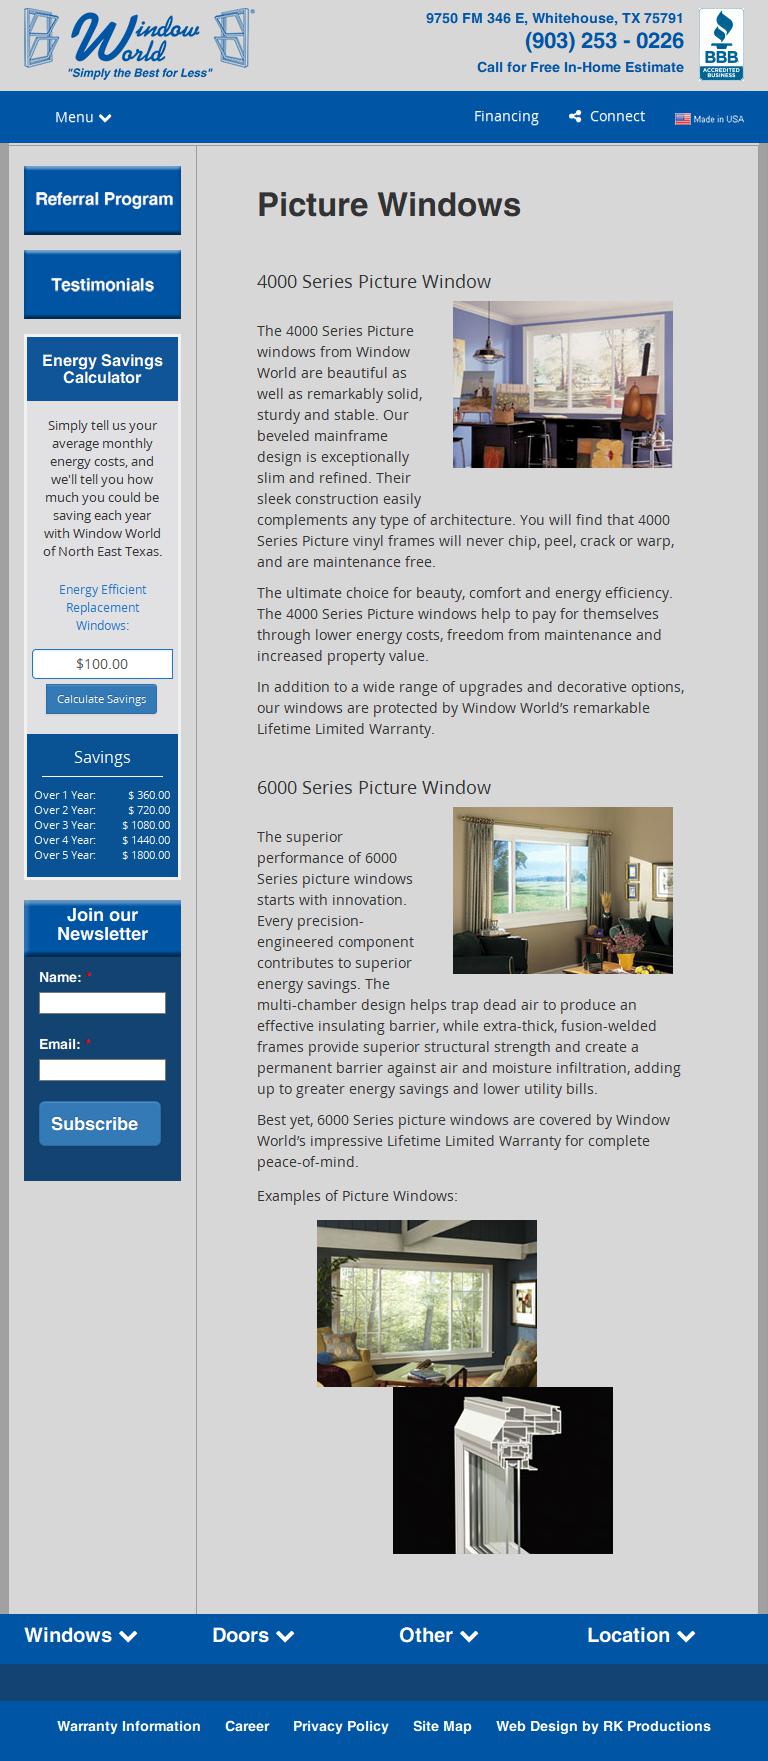 Window World®
"Simply the Best for Less"
9750 FM 346 E, Whitehouse, TX 75791
(903) 253 - 0226
Call for Free In-Home Estimate
BBB
ACCREDITED
BUSINESS
Menu
Financing
Connect
Made in USA
Referral Program
Testimonials
Energy Savings
Calculator
Simply tell us your
average monthly
energy costs, and
we'll tell you how
much you could be
saving each year
with Window World
of North East Texas.
Energy Efficient
Replacement
Windows:
$100.00
Calculate Savings
Savings
Over 1 Year: $ 360.00
Over 2 Year: $ 720.00
Over 3 Year: $ 1080.00
Over 4 Year: $ 1440.00
Over 5 Year: $ 1800.00
Join our
Newsletter
Name: *
Email: *
Subscribe
Picture Windows
4000 Series Picture Window
The 4000 Series Picture
windows from Window
World are beautiful as
well as remarkably solid,
sturdy and stable. Our
beveled mainframe
design is exceptionally
slim and refined. Their
sleek construction easily
complements any type of architecture. You will find that 4000
Series Picture vinyl frames will never chip, peel, crack or warp,
and are maintenance free.
The ultimate choice for beauty, comfort and energy efficiency.
The 4000 Series Picture windows help to pay for themselves
through lower energy costs, freedom from maintenance and
increased property value.
In addition to a wide range of upgrades and decorative options,
our windows are protected by Window World’s remarkable
Lifetime Limited Warranty.
6000 Series Picture Window
The superior
performance of 6000
Series picture windows
starts with innovation.
Every precision-
engineered component
contributes to superior
energy savings. The
multi-chamber design helps trap dead air to produce an
effective insulating barrier, while extra-thick, fusion-welded
frames provide superior structural strength and create a
permanent barrier against air and moisture infiltration, adding
up to greater energy savings and lower utility bills.
Best yet, 6000 Series picture windows are covered by Window
World’s impressive Lifetime Limited Warranty for complete
peace-of-mind.
Examples of Picture Windows:
Windows
Doors
Other
Location
Warranty Information
Career
Privacy Policy
Site Map
Web Design by RK Productions